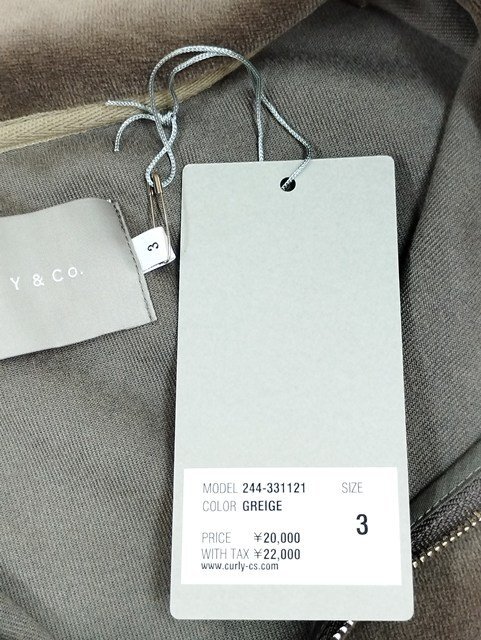 Y & CO.
3
MODEL 244-331121 SIZE
COLOR GREIGE
3
PRICE ¥20,000
WITH TAX ¥22,000
www.curly-cs.com